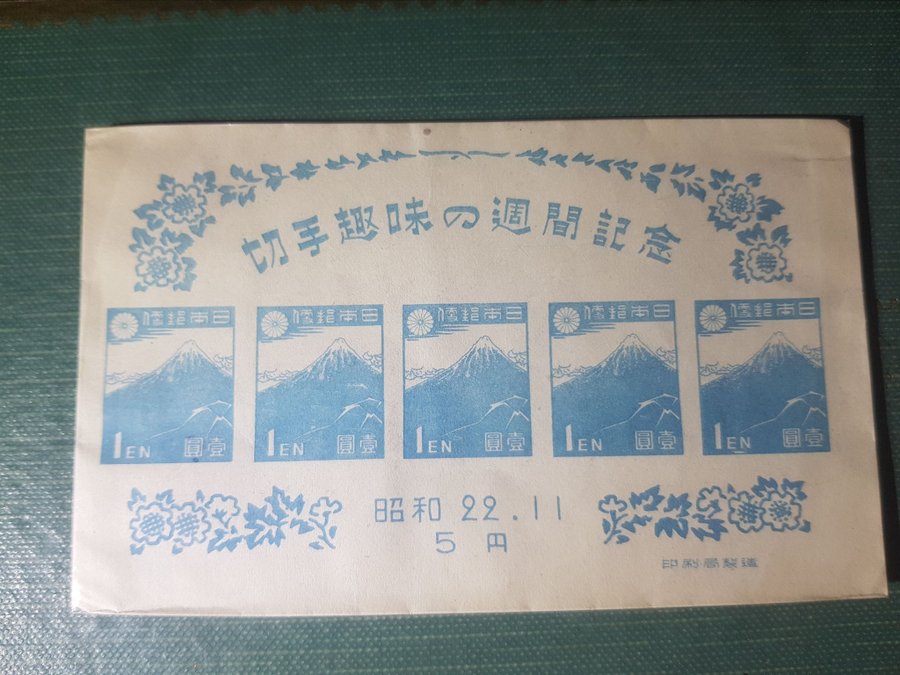 切手趣味の週間記念
便郵本日
便郵本日
便郵本日
便郵本日
便郵本日
1EN 圓壹
1EN 圓壹
1EN 圓壹
1EN 圓壹
1EN 圓壹
昭和 22.11
5 円
印刷局製造